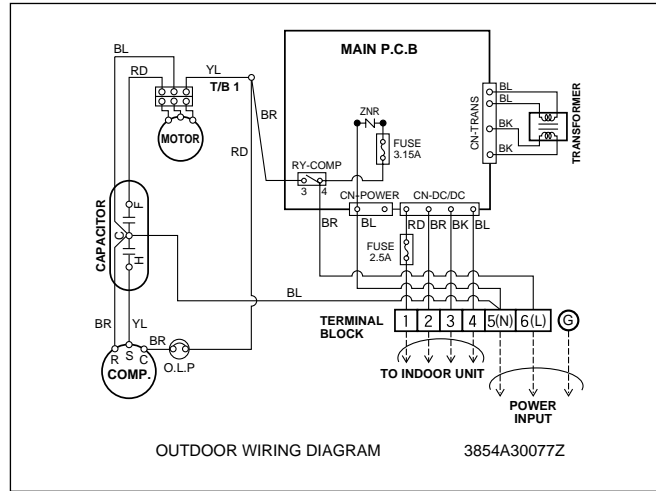 MAIN P.C.B
BL
RD
YL
T/B 1
MOTOR
BR
RD
ZNR
FUSE
3.15A
RY-COMP
3 4
CN-TRANS
BL
BL
BK
BK
TRANSFORMER
CN-POWER
CN-DC/DC
BR
BL
RD
BR
BK
BL
FUSE
2.5A
CAPACITOR
F
C
H
BL
BR
YL
BR
R
S
C
COMP.
O.L.P
TERMINAL
BLOCK
1 2 3 4 5(N) 6(L) G
TO INDOOR UNIT
POWER
INPUT
OUTDOOR WIRING DIAGRAM
3854A30077Z